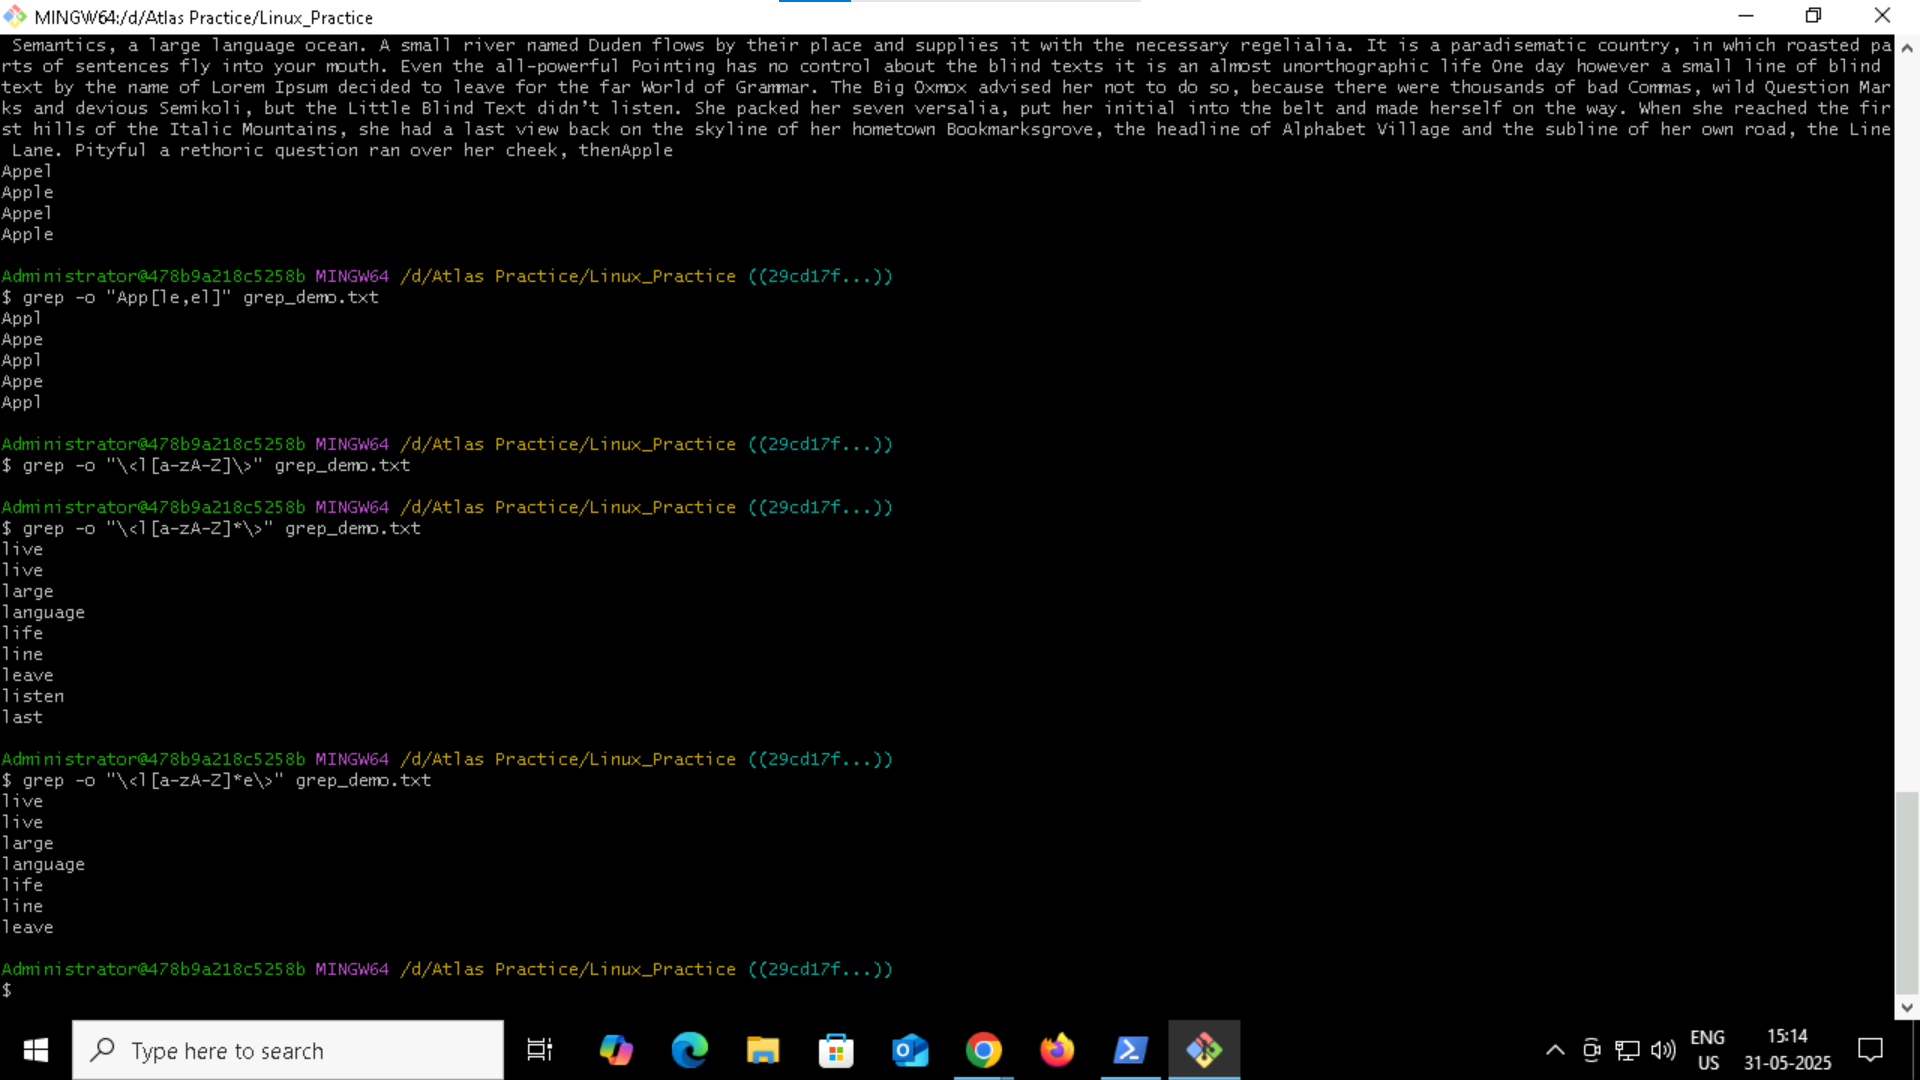 MINGW64:/d/Atlas Practice/Linux_Practice
Semantics, a large language ocean. A small river named Duden flows by their place and supplies it with the necessary regelialia. It is a paradisematic country, in which roasted pa
rts of sentences fly into your mouth. Even the all-powerful Pointing has no control about the blind texts it is an almost unorthographic life One day however a small line of blind
text by the name of Lorem Ipsum decided to leave for the far World of Grammar. The Big Oxmox advised her not to do so, because there were thousands of bad Commas, wild Question Mar
ks and devious Semikoli, but the Little Blind Text didn’t listen. She packed her seven versalia, put her initial into the belt and made herself on the way. When she reached the fir
st hills of the Italic Mountains, she had a last view back on the skyline of her hometown Bookmarksgrove, the headline of Alphabet Village and the subline of her own road, the Line
Lane. Pityful a rethoric question ran over her cheek, thenApple
Appel
Apple
Appel
Apple
Administrator@478b9a218c5258b MINGW64 /d/Atlas Practice/Linux_Practice ((29cd17f...))
$ grep -o "App[le,el]" grep_demo.txt
Appl
Appe
Appl
Appe
Appl
Administrator@478b9a218c5258b MINGW64 /d/Atlas Practice/Linux_Practice ((29cd17f...))
$ grep -o "\<l[a-zA-Z]\>" grep_demo.txt
Administrator@478b9a218c5258b MINGW64 /d/Atlas Practice/Linux_Practice ((29cd17f...))
$ grep -o "\<l[a-zA-Z]*\>" grep_demo.txt
live
live
large
language
life
line
leave
listen
last
Administrator@478b9a218c5258b MINGW64 /d/Atlas Practice/Linux_Practice ((29cd17f...))
$ grep -o "\<l[a-zA-Z]*e\>" grep_demo.txt
live
live
large
language
life
line
leave
Administrator@478b9a218c5258b MINGW64 /d/Atlas Practice/Linux_Practice ((29cd17f...))
$
Type here to search
ENG
US
15:14
31-05-2025